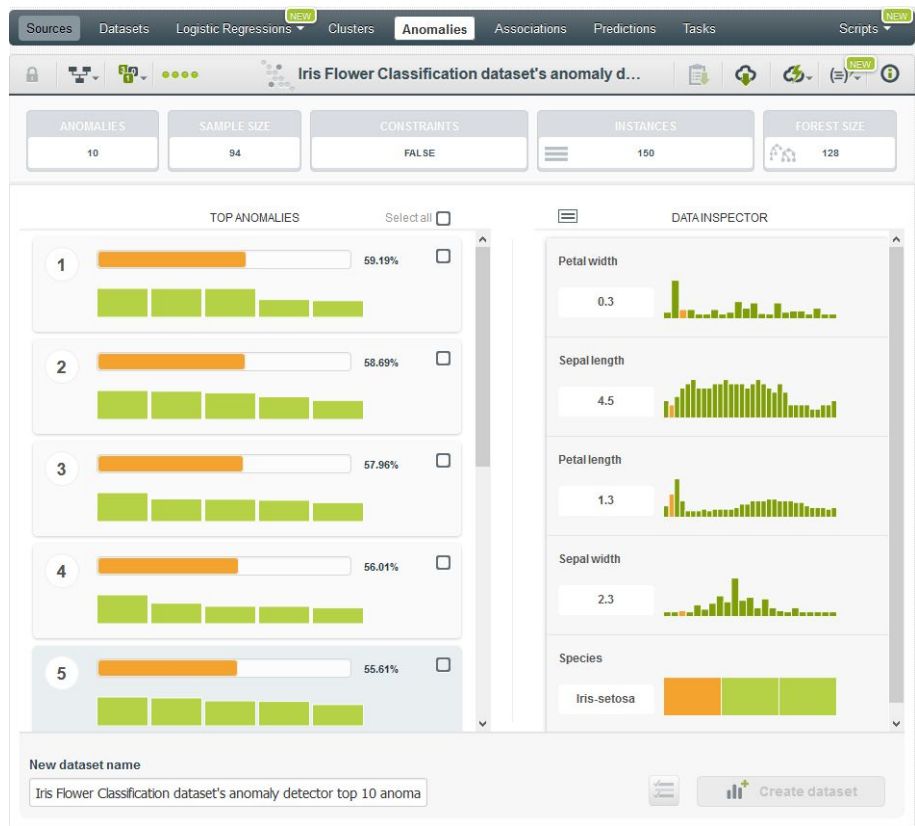 NEW
NEW
Sources Datasets Logistic Regressions Clusters Anomalies Associations Predictions Tasks Scripts
NEW
Iris Flower Classification dataset's anomaly d...
ANOMALIES SAMPLE SIZE CONSTRAINTS INSTANCES FOREST SIZE
10 94 FALSE 150 128
TOP ANOMALIES Select all DATA INSPECTOR
1 59.19%
2 58.69%
3 57.96%
4 56.01%
5 55.61%
Petal width
0.3
Sepal length
4.5
Petal length
1.3
Sepal width
2.3
Species
Iris-setosa
New dataset name
Iris Flower Classification dataset's anomaly detector top 10 anoma
Create dataset